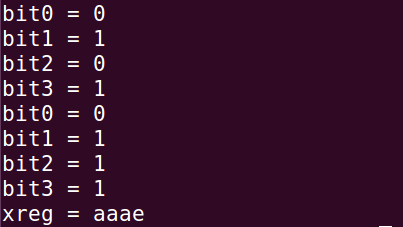 bit0 = 0
bit1 = 1
bit2 = 0
bit3 = 1
bit0 = 0
bit1 = 1
bit2 = 1
bit3 = 1
xreg = aaae